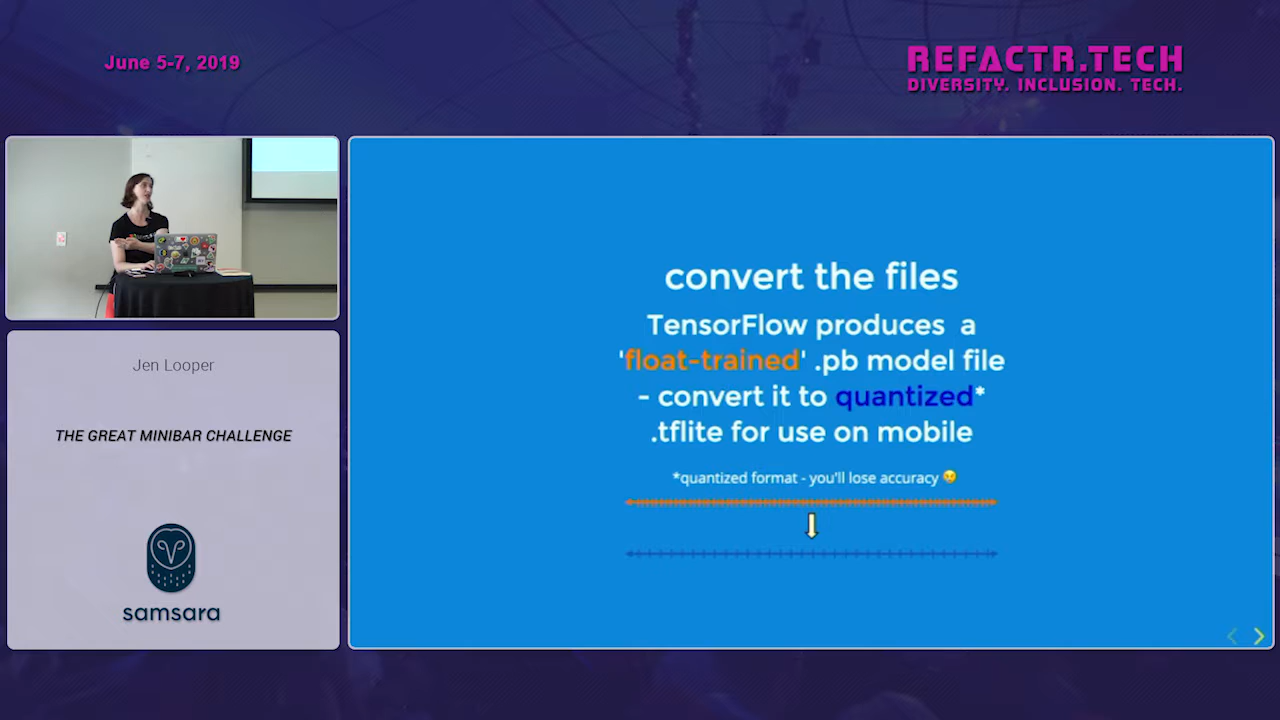 June 5-7, 2019
REFACTR.TECH
DIVERSITY. INCLUSION. TECH.
Jen Looper
THE GREAT MINIBAR CHALLENGE
samsara
convert the files
TensorFlow produces a
'float-trained' .pb model file
- convert it to quantized*
.tflite for use on mobile
*quantized format - you'll lose accuracy 😢